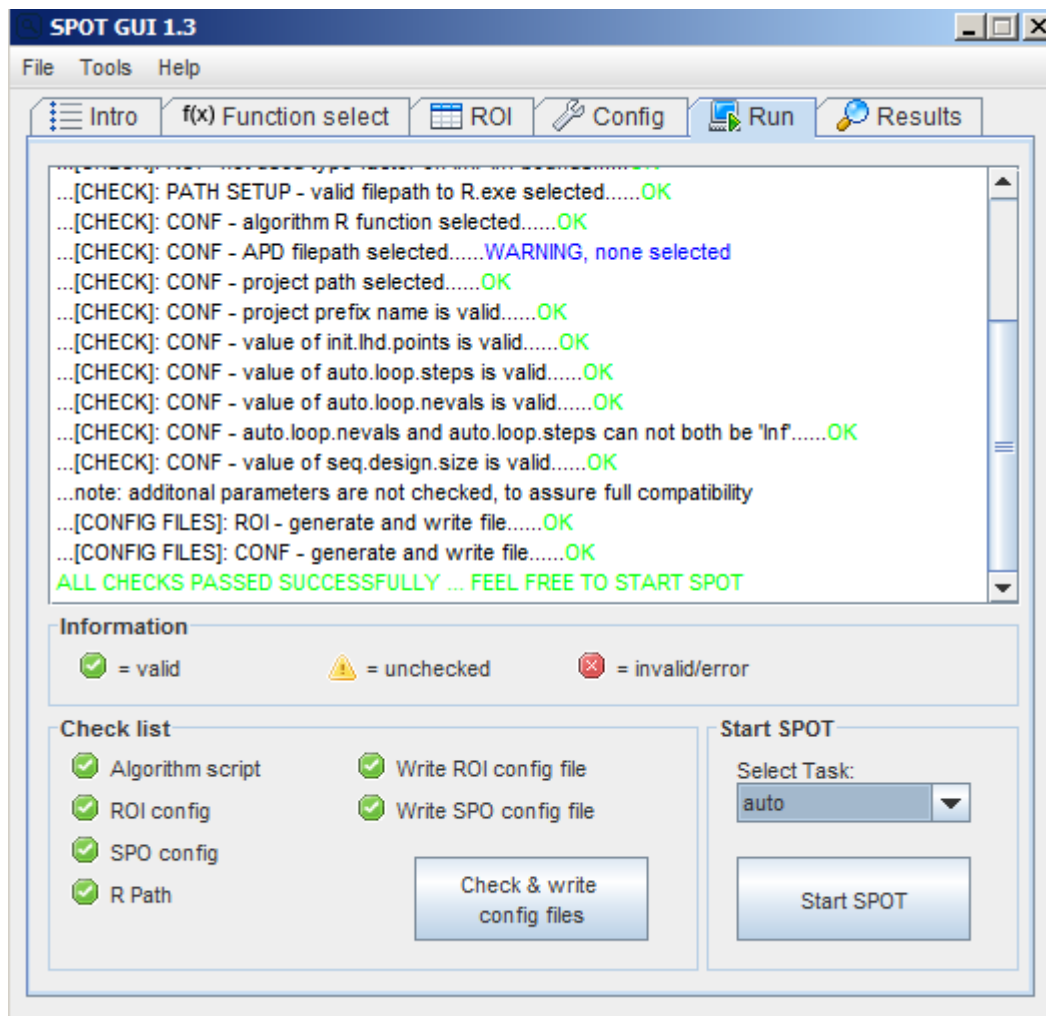 SPOT GUI 1.3
File Tools Help
Intro f(x) Function select ROI Config Run Results
...[CHECK]: PATH SETUP - valid filepath to R.exe selected......OK
...[CHECK]: CONF - algorithm R function selected......OK
...[CHECK]: CONF - APD filepath selected......WARNING, none selected
...[CHECK]: CONF - project path selected......OK
...[CHECK]: CONF - project prefix name is valid......OK
...[CHECK]: CONF - value of init.lhd.points is valid......OK
...[CHECK]: CONF - value of auto.loop.steps is valid......OK
...[CHECK]: CONF - value of auto.loop.nevals is valid......OK
...[CHECK]: CONF - auto.loop.nevals and auto.loop.steps can not both be 'Inf'......OK
...[CHECK]: CONF - value of seq.design.size is valid......OK
...note: additonal parameters are not checked, to assure full compatibility
...[CONFIG FILES]: ROI - generate and write file......OK
...[CONFIG FILES]: CONF - generate and write file......OK
ALL CHECKS PASSED SUCCESSFULLY ... FEEL FREE TO START SPOT
Information
= valid = unchecked = invalid/error
Check list
Algorithm script
ROI config
SPO config
R Path
Write ROI config file
Write SPO config file
Check & write
config files
Start SPOT
Select Task:
auto
Start SPOT